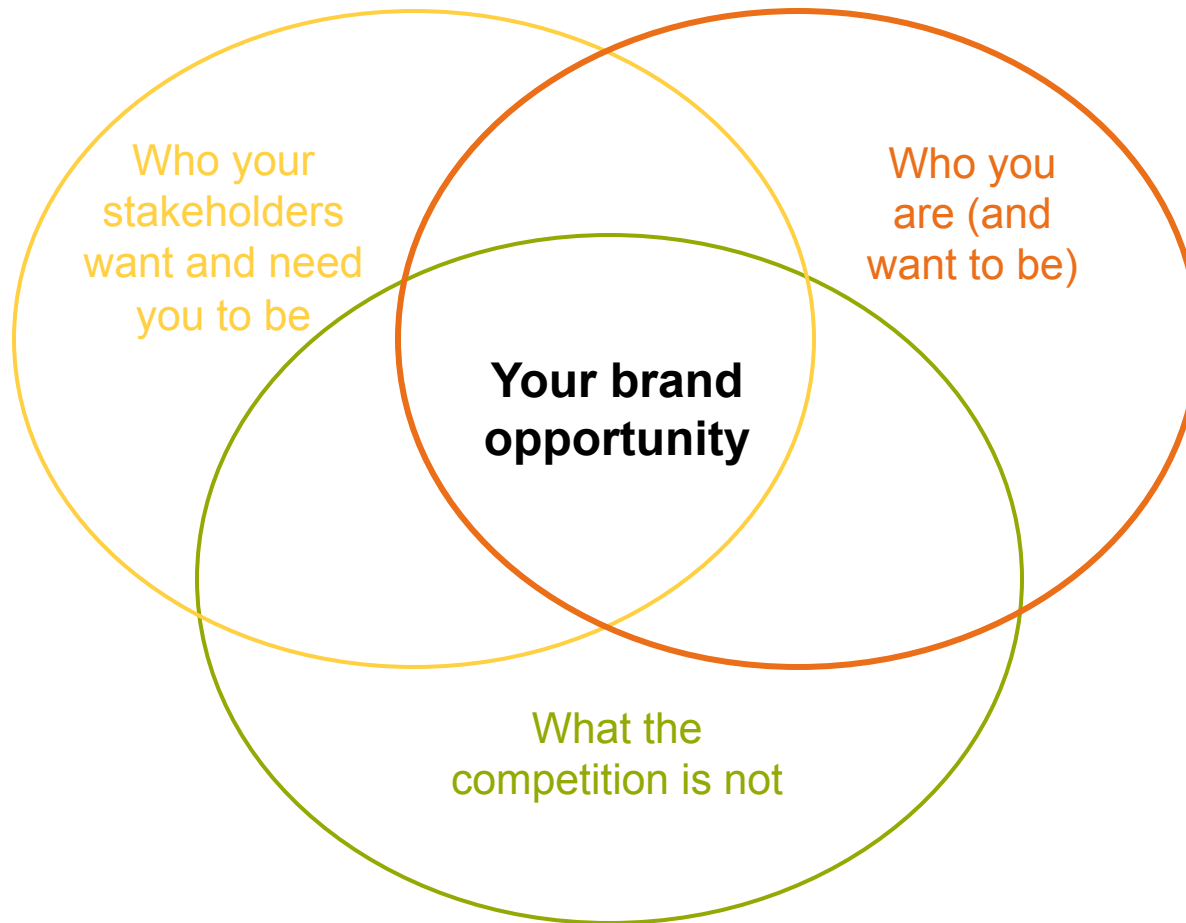 Who your
stakeholders
want and need
you to be
Who you
are (and
want to be)
Your brand
opportunity
What the
competition is not